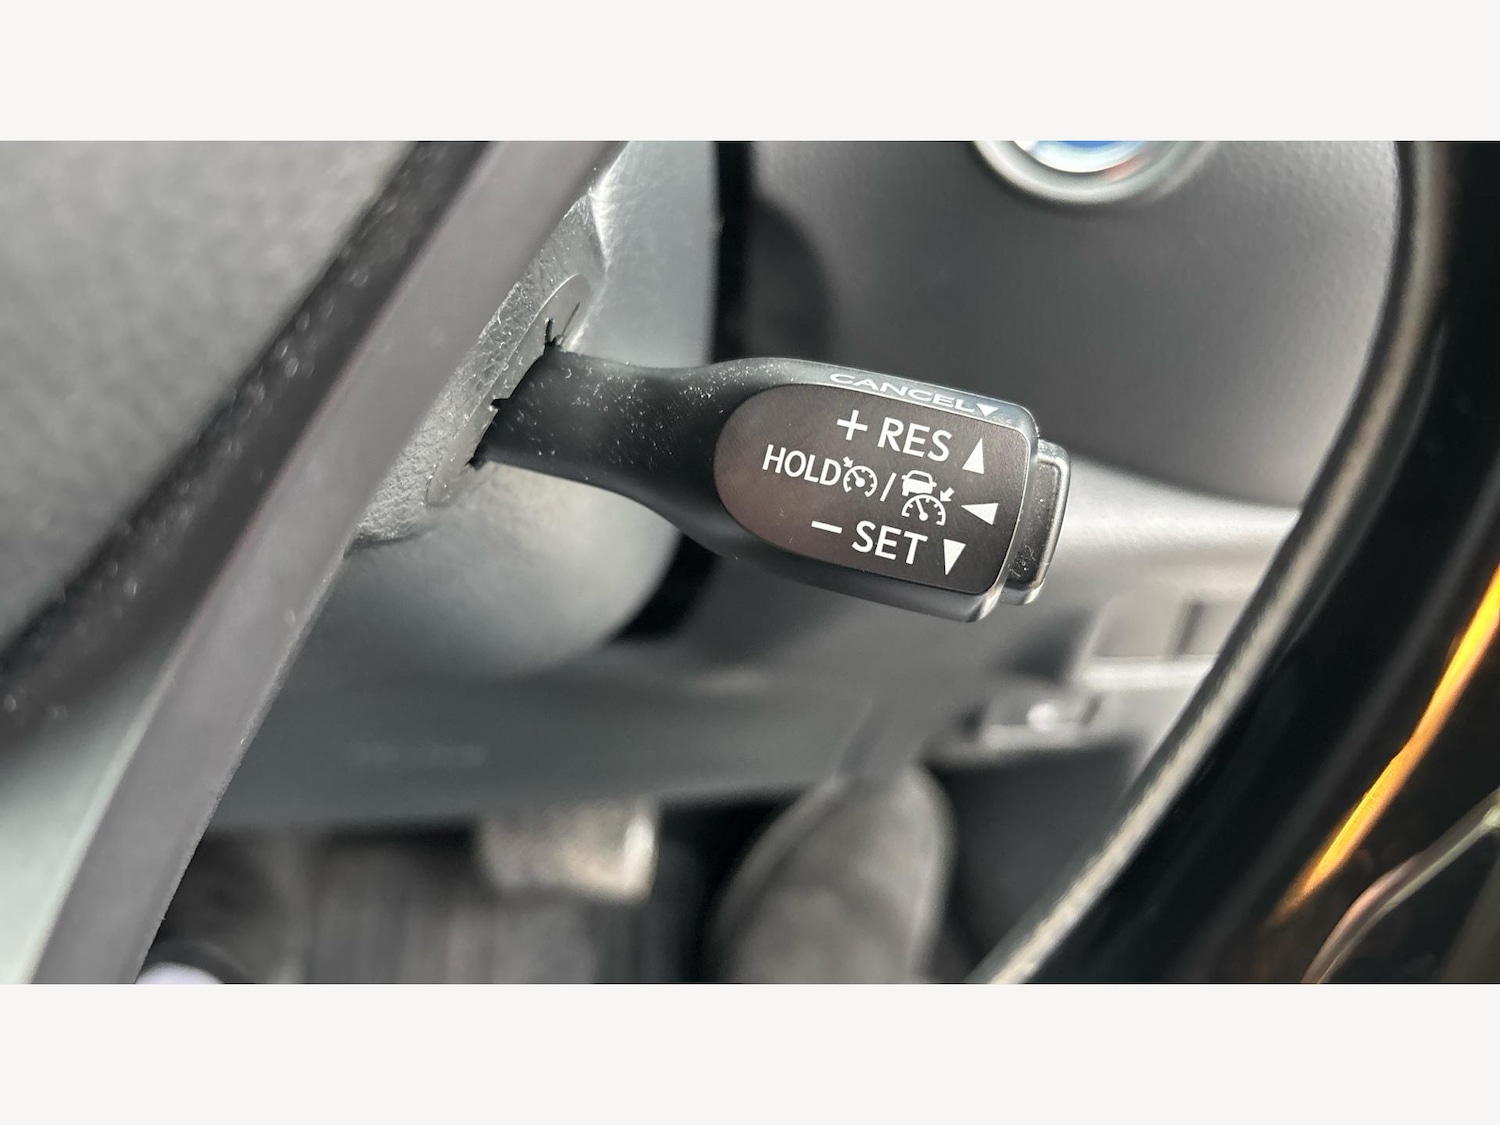 CANCEL▼
+ RES ▲
HOLD / ◀
− SET ▼